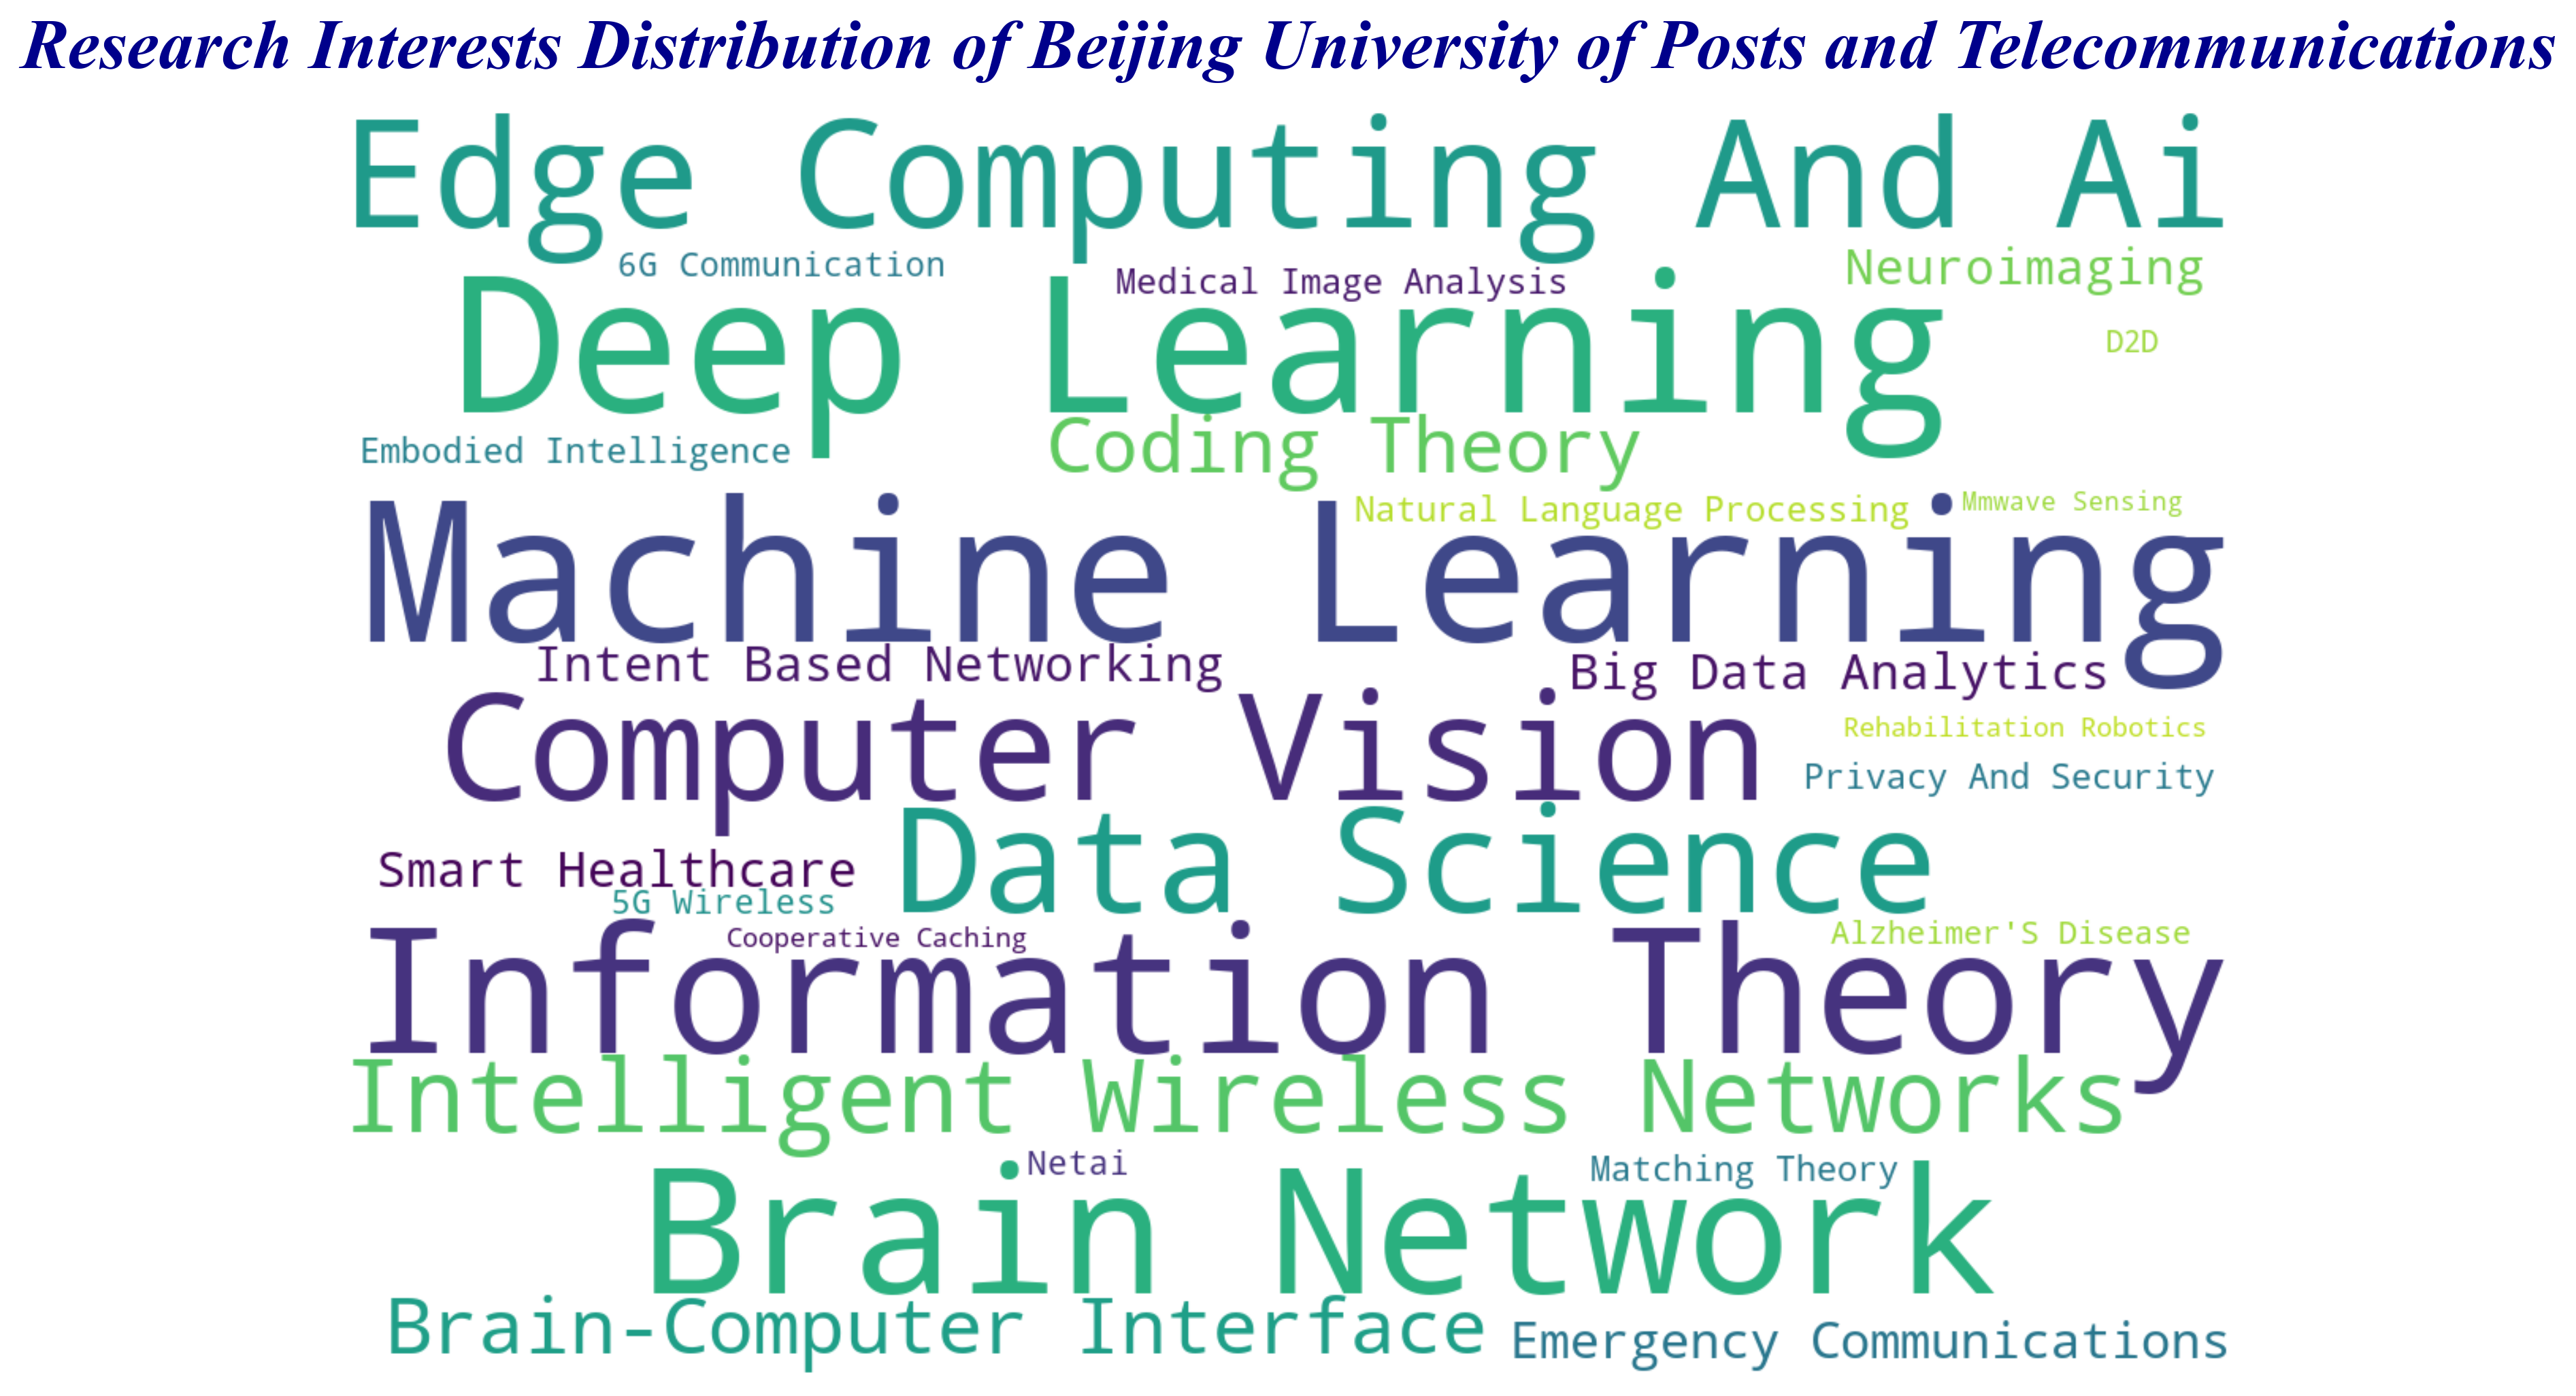 Research Interests Distribution of Beijing University of Posts and Telecommunications
Edge Computing And Ai
6G Communication
Medical Image Analysis
Neuroimaging
Deep Learning
D2D
Embodied Intelligence
Coding Theory
Natural Language Processing
Mmwave Sensing
Machine Learning
Intent Based Networking
Big Data Analytics
Computer Vision
Rehabilitation Robotics
Privacy And Security
Data Science
Smart Healthcare
5G Wireless
Cooperative Caching
Alzheimer'S Disease
Information Theory
Intelligent Wireless Networks
Netai
Matching Theory
Brain Network
Brain-Computer Interface
Emergency Communications